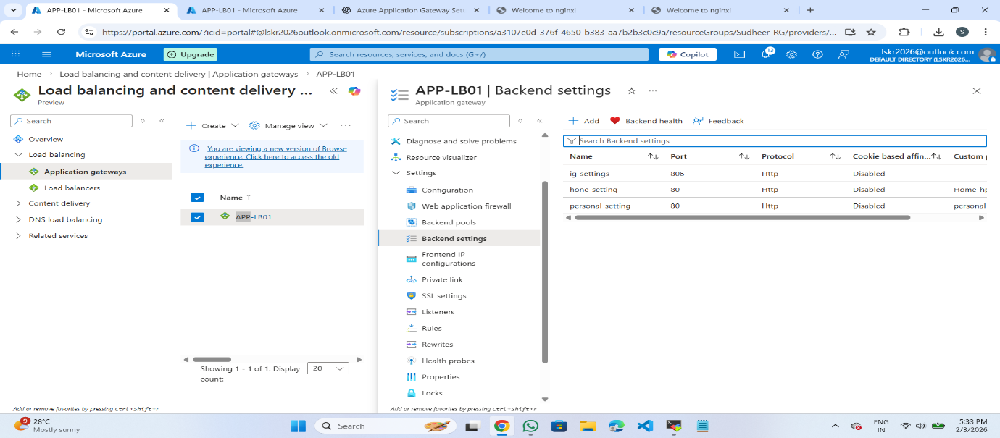 APP-LB01 - Microsoft Azure
APP-LB01 - Microsoft Azure
Azure Application Gateway Setu
Welcome to nginx!
Welcome to nginx!
https://portal.azure.com/?icid=portal#@lskr2026outlook.onmicrosoft.com/resource/subscriptions/a3107e0d-376f-4650-b383-aa7b2b3c0c9a/resourceGroups/Sudheer-RG/providers/...
S
Microsoft Azure
Upgrade
Search resources, services, and docs (G+/)
Copilot
13
lskr2026@outlook.com
DEFAULT DIRECTORY (LSKR2026...
Home > Load balancing and content delivery | Application gateways > APP-LB01
Load balancing and content delivery ...
Preview
Search
Overview
Load balancing
Application gateways
Load balancers
Content delivery
DNS load balancing
Related services
Add or remove favorites by pressing Ctrl+Shift+F
Create
Manage view
...
You are viewing a new version of Browse
experience. Click here to access the old
experience.
Name ↑
APP-LB01
Showing 1 - 1 of 1. Display
count:
20
APP-LB01 | Backend settings
...
Application gateway
Search
Diagnose and solve problems
Resource visualizer
Settings
Configuration
Web application firewall
Backend pools
Backend settings
Frontend IP
configurations
Private link
SSL settings
Listeners
Rules
Rewrites
Health probes
Properties
Locks
Add or remove favorites by pressing Ctrl+Shift+F
Add
Backend health
Feedback
Search Backend settings
Name Port Protocol Cookie based affin... Custom p
ig-settings 806 Http Disabled -
hone-setting 80 Http Disabled Home-hp
personal-setting 80 Http Disabled personal-
9
28°C
Mostly sunny
Search
ENG
IN
5:33 PM
2/3/2026